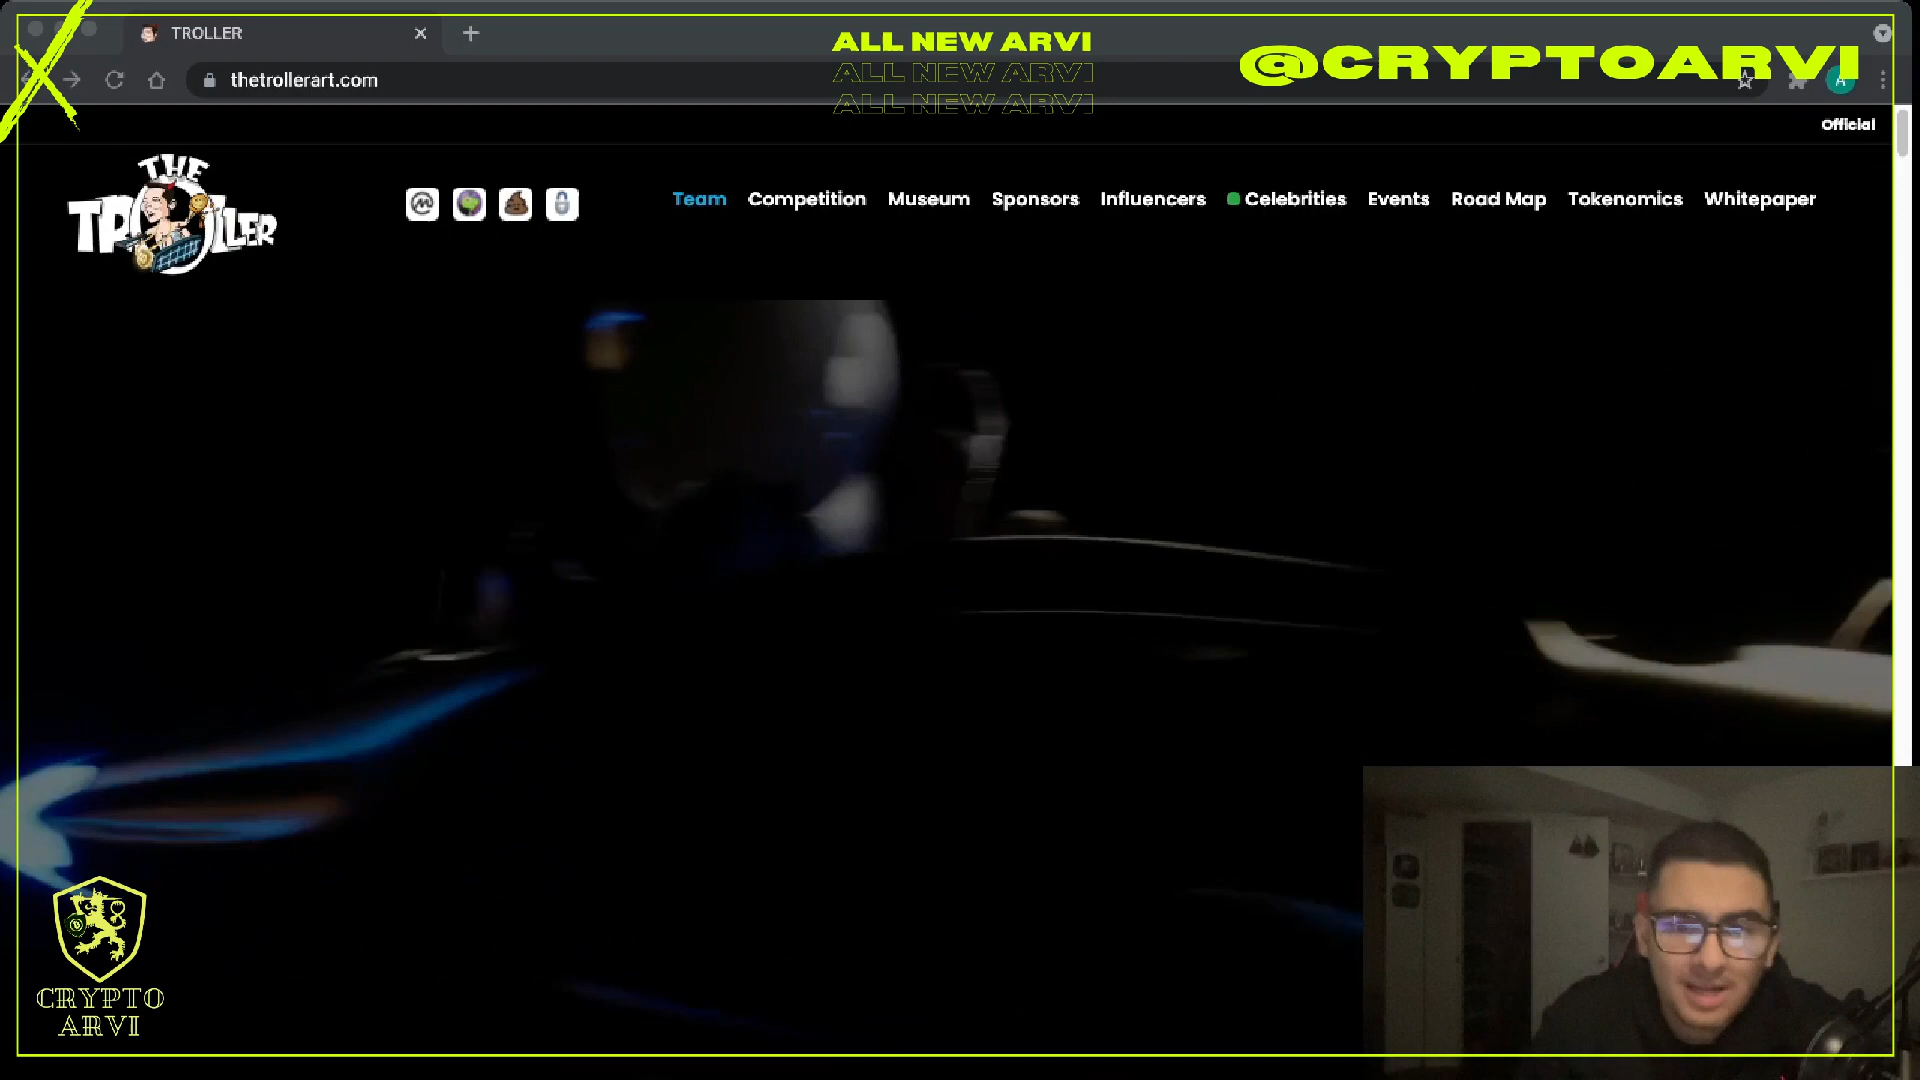 TROLLER
ALL NEW ARVI
ALL NEW ARVI
ALL NEW ARVI
@CRYPTOARVI
thetrollerart.com
A
Official
THE
TROLLER
Team Competition Museum Sponsors Influencers Celebrities Events Road Map Tokenomics Whitepaper
CRYPTO
ARVI